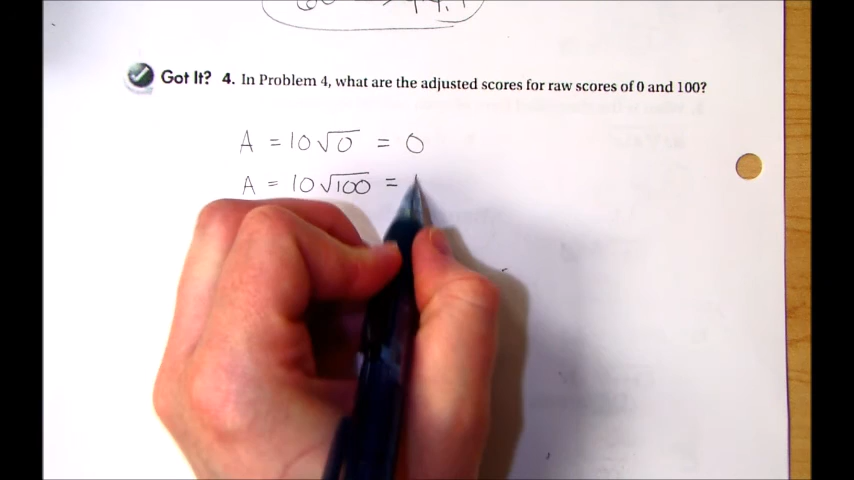 Got It? 4. In Problem 4, what are the adjusted scores for raw scores of 0 and 100?
A = 10√0 = 0
A = 10√100 =